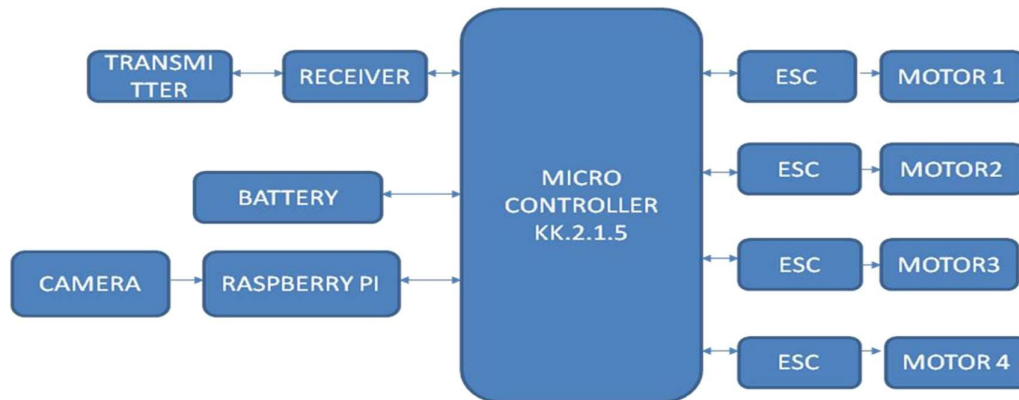 TRANSMI
TTER
RECEIVER
BATTERY
CAMERA
RASPBERRY PI
MICRO
CONTROLLER
KK.2.1.5
ESC
MOTOR 1
ESC
MOTOR2
ESC
MOTOR3
ESC
MOTOR 4